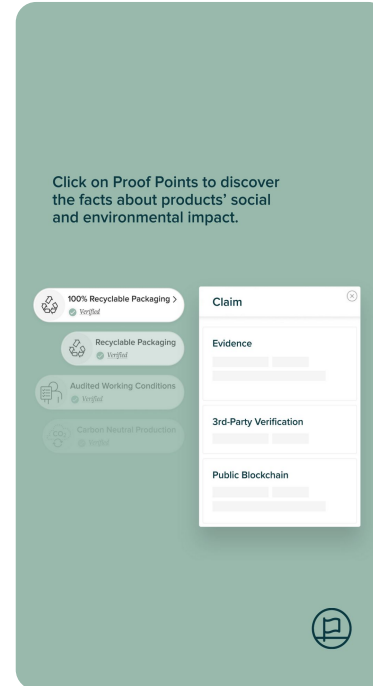 Click on Proof Points to discover
the facts about products’ social
and environmental impact.
100% Recyclable Packaging >
Verified
Recyclable Packaging
Verified
Audited Working Conditions
Verified
Carbon Neutral Production
Verified
Claim
Evidence
3rd-Party Verification
Public Blockchain